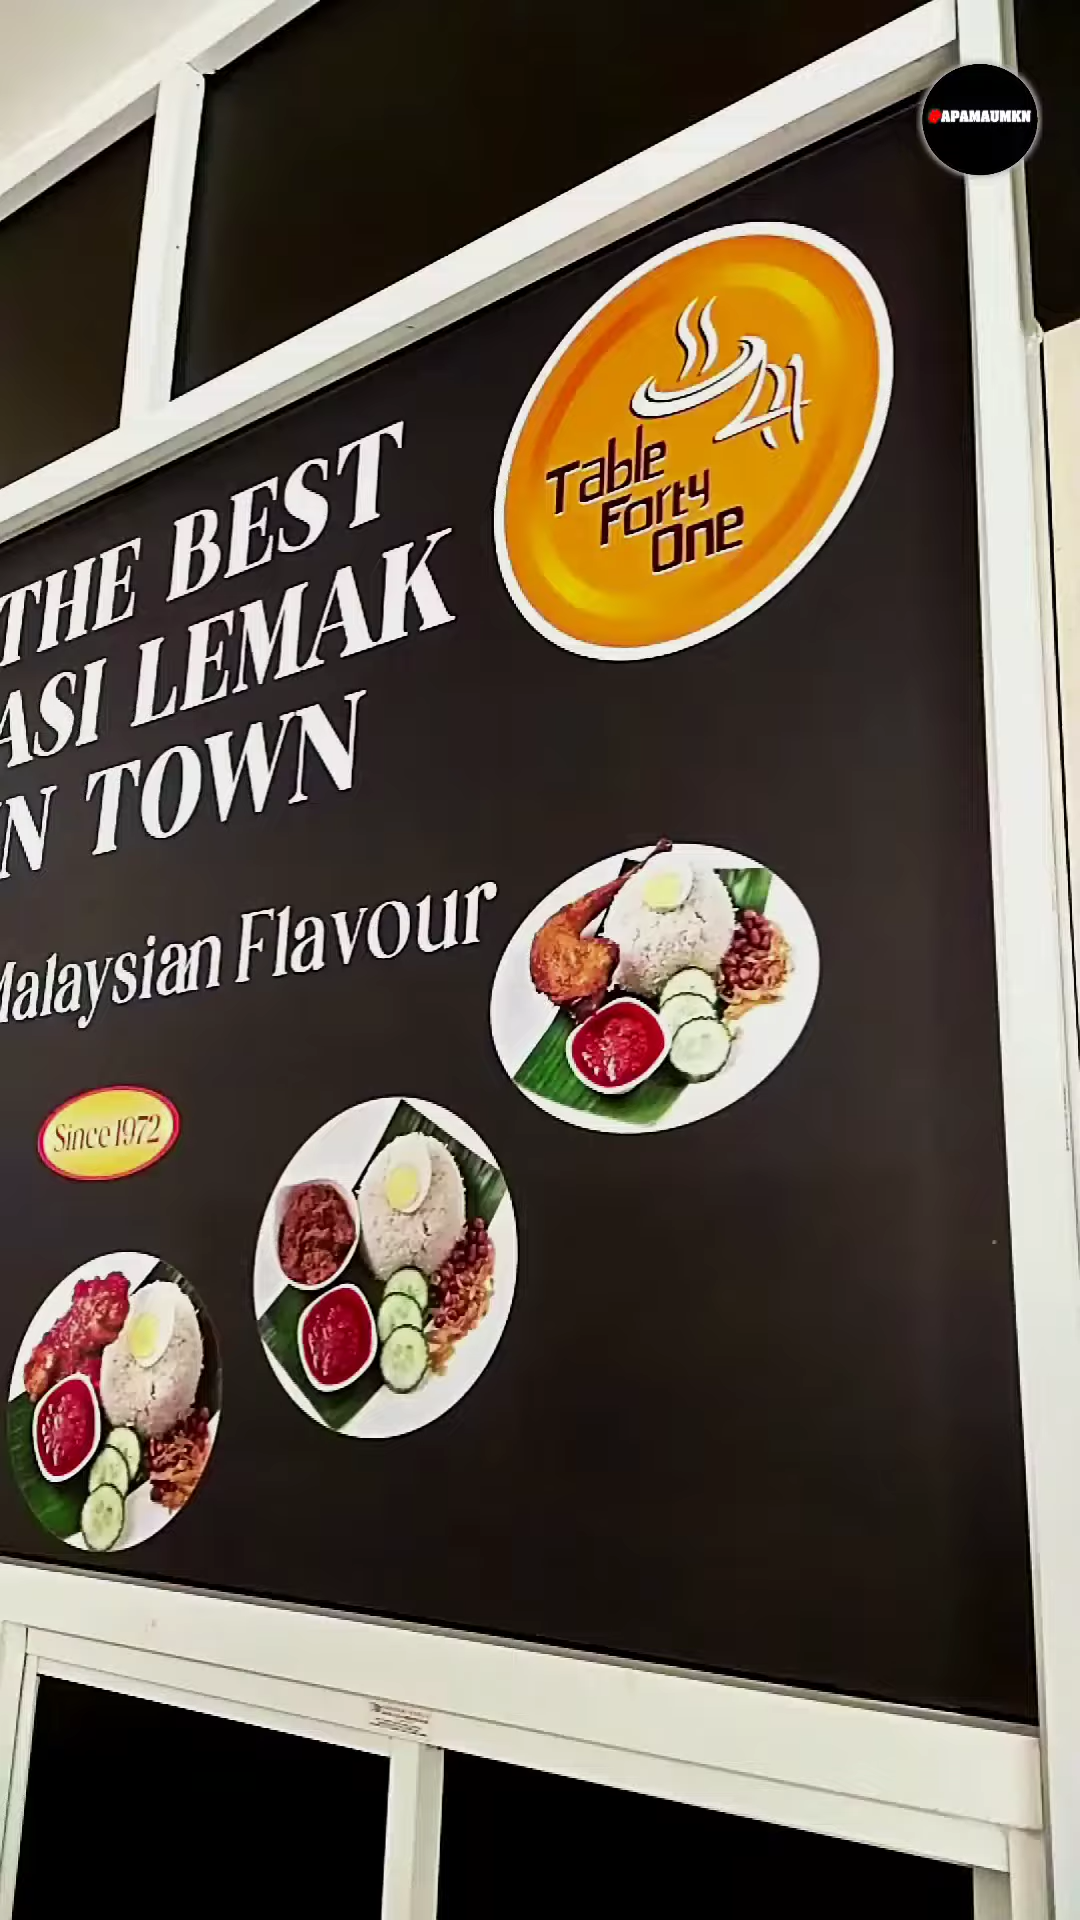 @APAMAUMKN
41
Table
Forty
One
THE BEST
ASI LEMAK
N TOWN
Malaysian Flavour
Since 1972